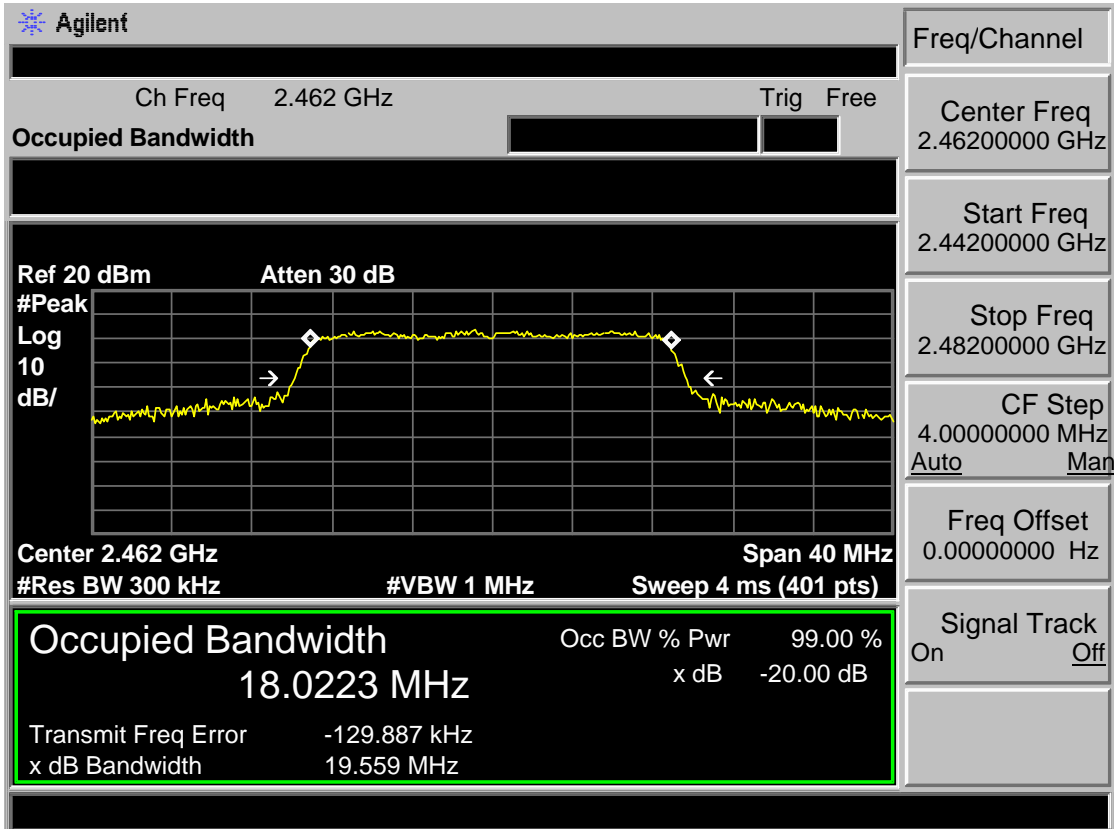 Agilent
Freq/Channel
Ch Freq 2.462 GHz Trig Free
Occupied Bandwidth
Center Freq
2.46200000 GHz
Start Freq
2.44200000 GHz
Stop Freq
2.48200000 GHz
CF Step
4.00000000 MHz
Auto Man
Freq Offset
0.00000000 Hz
Signal Track
On Off
Ref 20 dBm Atten 30 dB
#Peak
Log
10
dB/
Center 2.462 GHz Span 40 MHz
#Res BW 300 kHz #VBW 1 MHz Sweep 4 ms (401 pts)
Occupied Bandwidth Occ BW % Pwr 99.00 %
18.0223 MHz x dB -20.00 dB
Transmit Freq Error -129.887 kHz
x dB Bandwidth 19.559 MHz